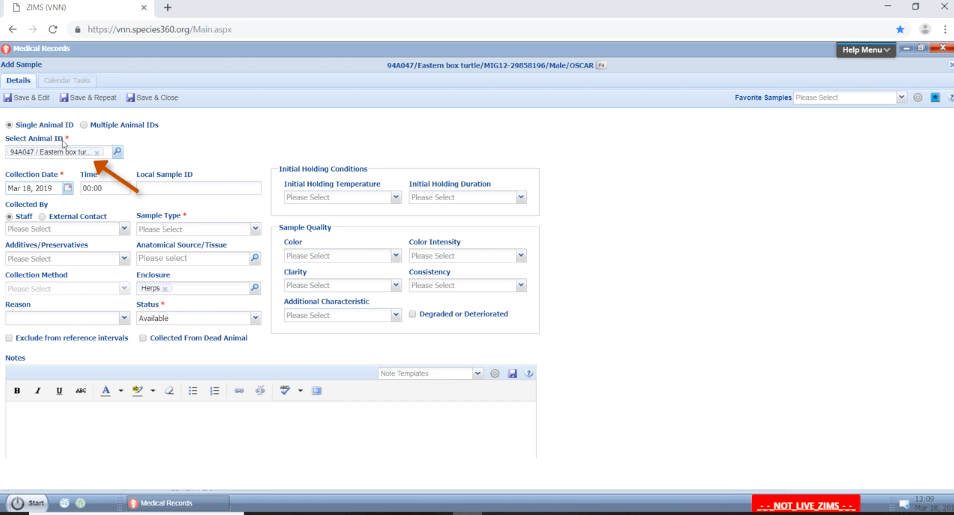 ZIMS (VNN)
https://vnn.species360.org/Main.aspx
Medical Records
Help Menu
Add Sample
94A047/Eastern box turtle/MIG12-29858196/Male/OSCAR
Details
Calendar Tasks
Save & Edit
Save & Repeat
Save & Close
Favorite Samples
Please Select
Single Animal ID
Multiple Animal IDs
Select Animal ID *
94A047 / Eastern box tur...
Collection Date *
Time
Local Sample ID
Mar 18, 2019
00:00
Collected By
Staff
External Contact
Sample Type *
Please Select
Please Select
Additives/Preservatives
Anatomical Source/Tissue
Please Select
Please select
Collection Method
Enclosure
Please Select
Herps
Reason
Status *
Available
Exclude from reference intervals
Collected From Dead Animal
Initial Holding Conditions
Initial Holding Temperature
Initial Holding Duration
Please Select
Please Select
Sample Quality
Color
Color Intensity
Please Select
Please Select
Clarity
Consistency
Please Select
Please Select
Additional Characteristic
Please Select
Degraded or Deteriorated
Notes
Note Templates
B I U ABC A
Start
Medical Records
- - NOT LIVE ZIMS - -
13:09
Mar 18,